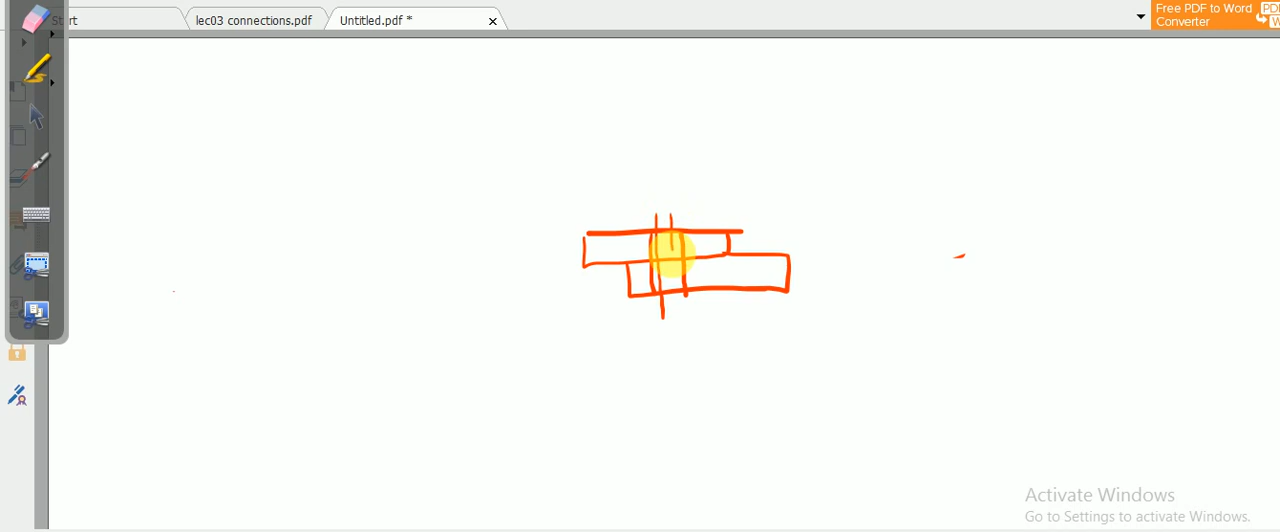 Start
lec03 connections.pdf
Untitled.pdf *
Free PDF to Word
Converter
Activate Windows
Go to Settings to activate Windows.